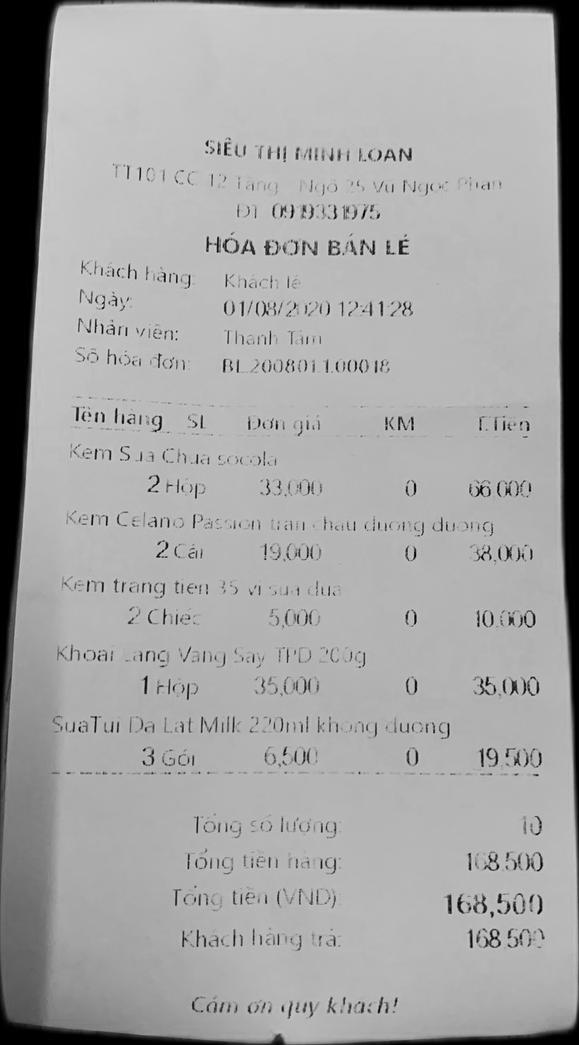 SIÊU THỊ MINH LOAN
TT101 CC 12 Tầng - Ngõ 25 Vũ Ngọc Phan
ĐT: 0919331975
HÓA ĐƠN BÁN LẺ
Khách hàng: Khách lẻ
Ngày: 01/08/2020 12:41:28
Nhân viên: Thanh Tâm
Số hóa đơn: BL.200801.1.00018
Tên hàng SL Đơn giá KM T.Tiền
Kem Sua Chua socola
2 Hộp 33,000 0 66,000
Kem Celano Passion tran chau duong duong
2 Cái 19,000 0 38,000
Kem trang tien 35 vi sua dua
2 Chiếc 5,000 0 10,000
Khoai Lang Vang Say TPD 200g
1 Hộp 35,000 0 35,000
SuaTui Da Lat Milk 220ml khong duong
3 Gói 6,500 0 19,500
Tổng số lượng: 10
Tổng tiền hàng: 168,500
Tổng tiền (VND): 168,500
Khách hàng trả: 168,500
Cảm ơn quý khách!